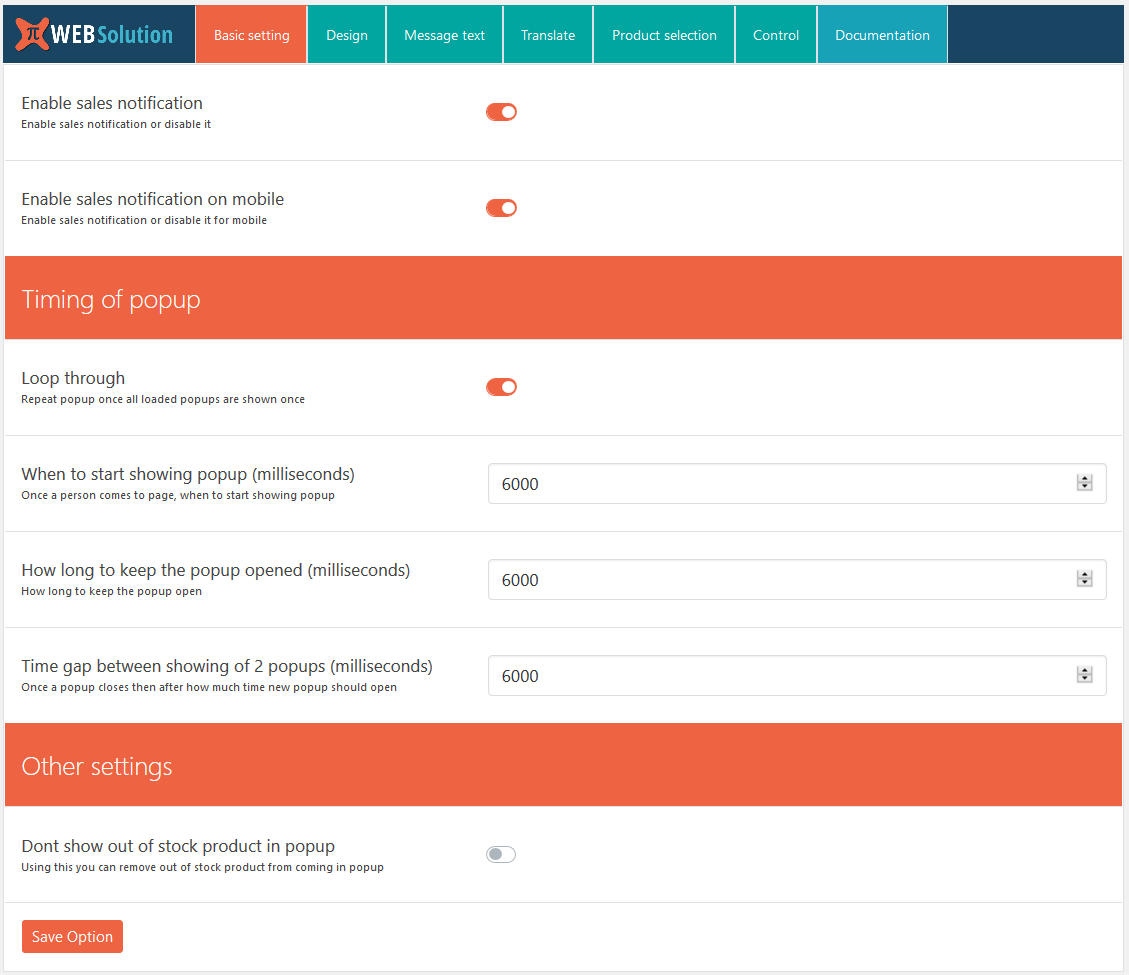 π WEBSolution Basic setting Design Message text Translate Product selection Control Documentation
Enable sales notification
Enable sales notification or disable it
Enable sales notification on mobile
Enable sales notification or disable it for mobile
Timing of popup
Loop through
Repeat popup once all loaded popups are shown once
When to start showing popup (milliseconds)
6000
Once a person comes to page, when to start showing popup
How long to keep the popup opened (milliseconds)
6000
How long to keep the popup open
Time gap between showing of 2 popups (milliseconds)
6000
Once a popup closes then after how much time new popup should open
Other settings
Dont show out of stock product in popup
Using this you can remove out of stock product from coming in popup
Save Option